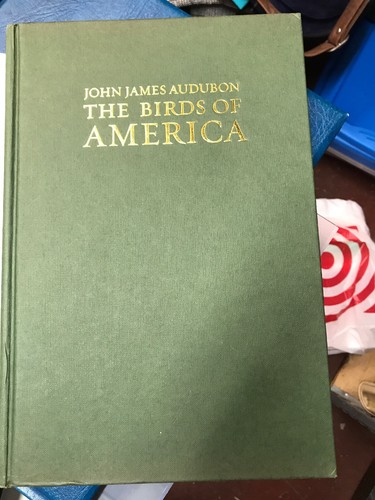 JOHN JAMES AUDUBON
THE BIRDS OF
AMERICA